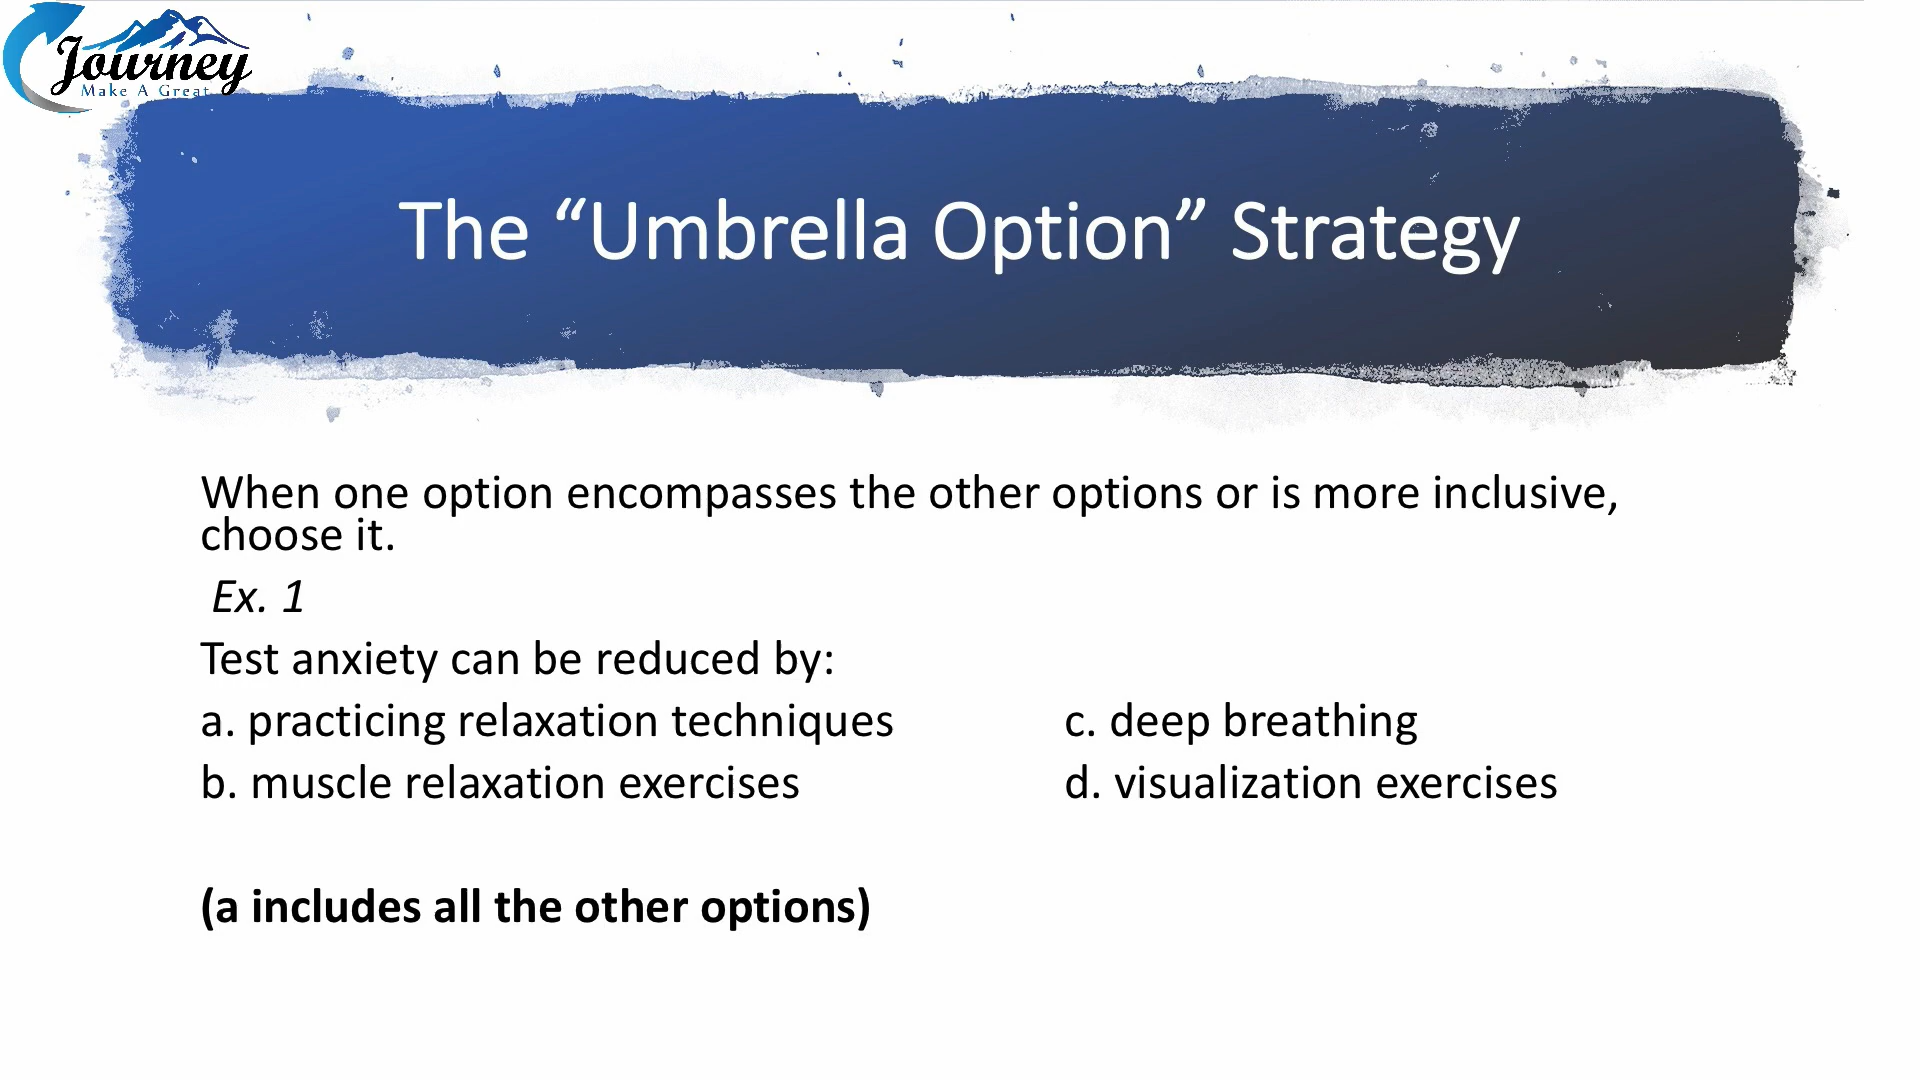 Journey
Make A Great
The “Umbrella Option” Strategy
When one option encompasses the other options or is more inclusive,
choose it.
Ex. 1
Test anxiety can be reduced by:
a. practicing relaxation techniques c. deep breathing
b. muscle relaxation exercises d. visualization exercises
(a includes all the other options)